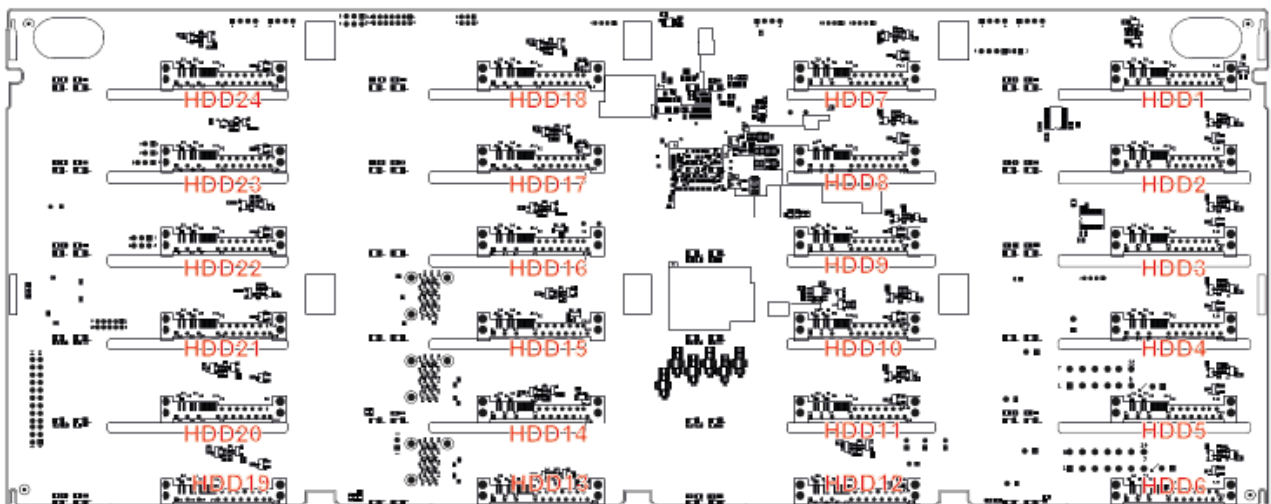 HDD24 HDD18 HDD7 HDD1
HDD23 HDD17 HDD8 HDD2
HDD22 HDD16 HDD9 HDD3
HDD21 HDD15 HDD10 HDD4
HDD20 HDD14 HDD11 HDD5
HDD19 HDD13 HDD12 HDD6